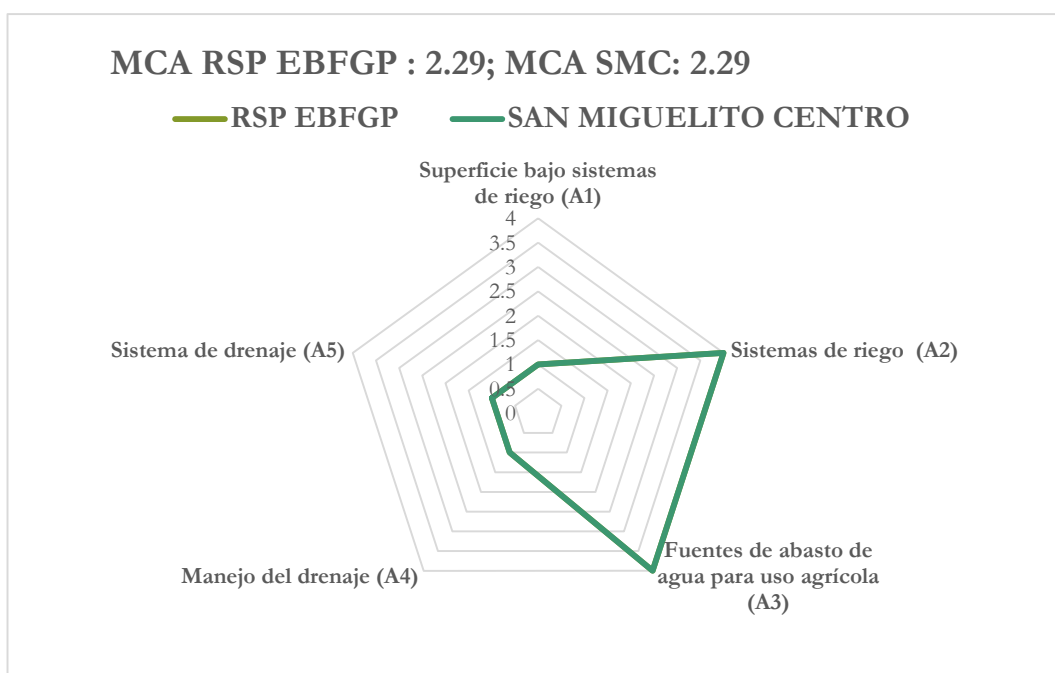 MCA RSP EBFGP : 2.29; MCA SMC: 2.29
RSP EBFGP SAN MIGUELITO CENTRO
Superficie bajo sistemas
de riego (A1)
4
3.5
3
2.5
2
1.5
1
0.5
0
Sistemas de riego (A2)
Fuentes de abasto de
agua para uso agrícola
(A3)
Manejo del drenaje (A4)
Sistema de drenaje (A5)